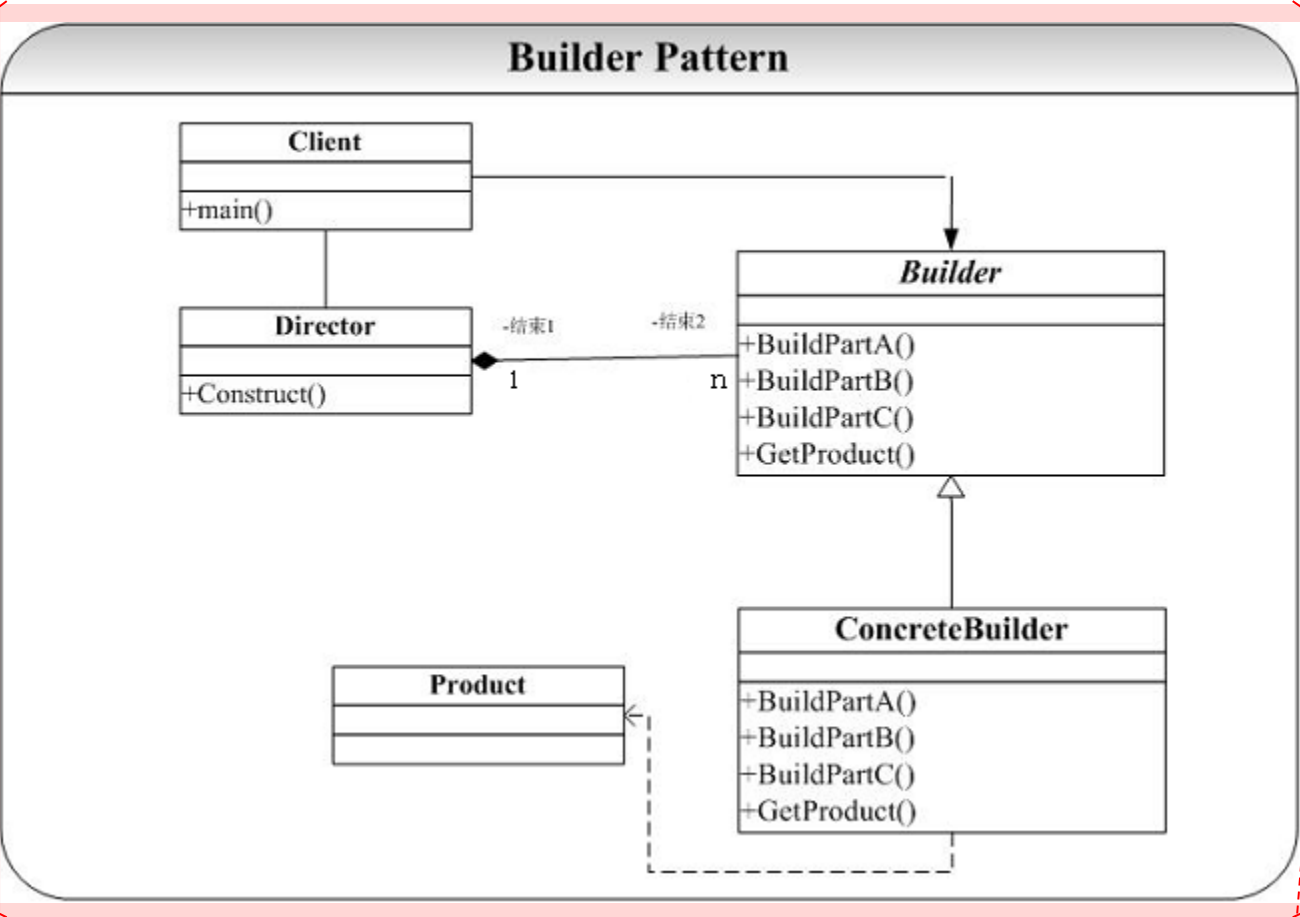 Builder Pattern
Client
+main()
Director
+Construct()
-结束1
-结束2
1
n
Builder
+BuildPartA()
+BuildPartB()
+BuildPartC()
+GetProduct()
ConcreteBuilder
+BuildPartA()
+BuildPartB()
+BuildPartC()
+GetProduct()
Product